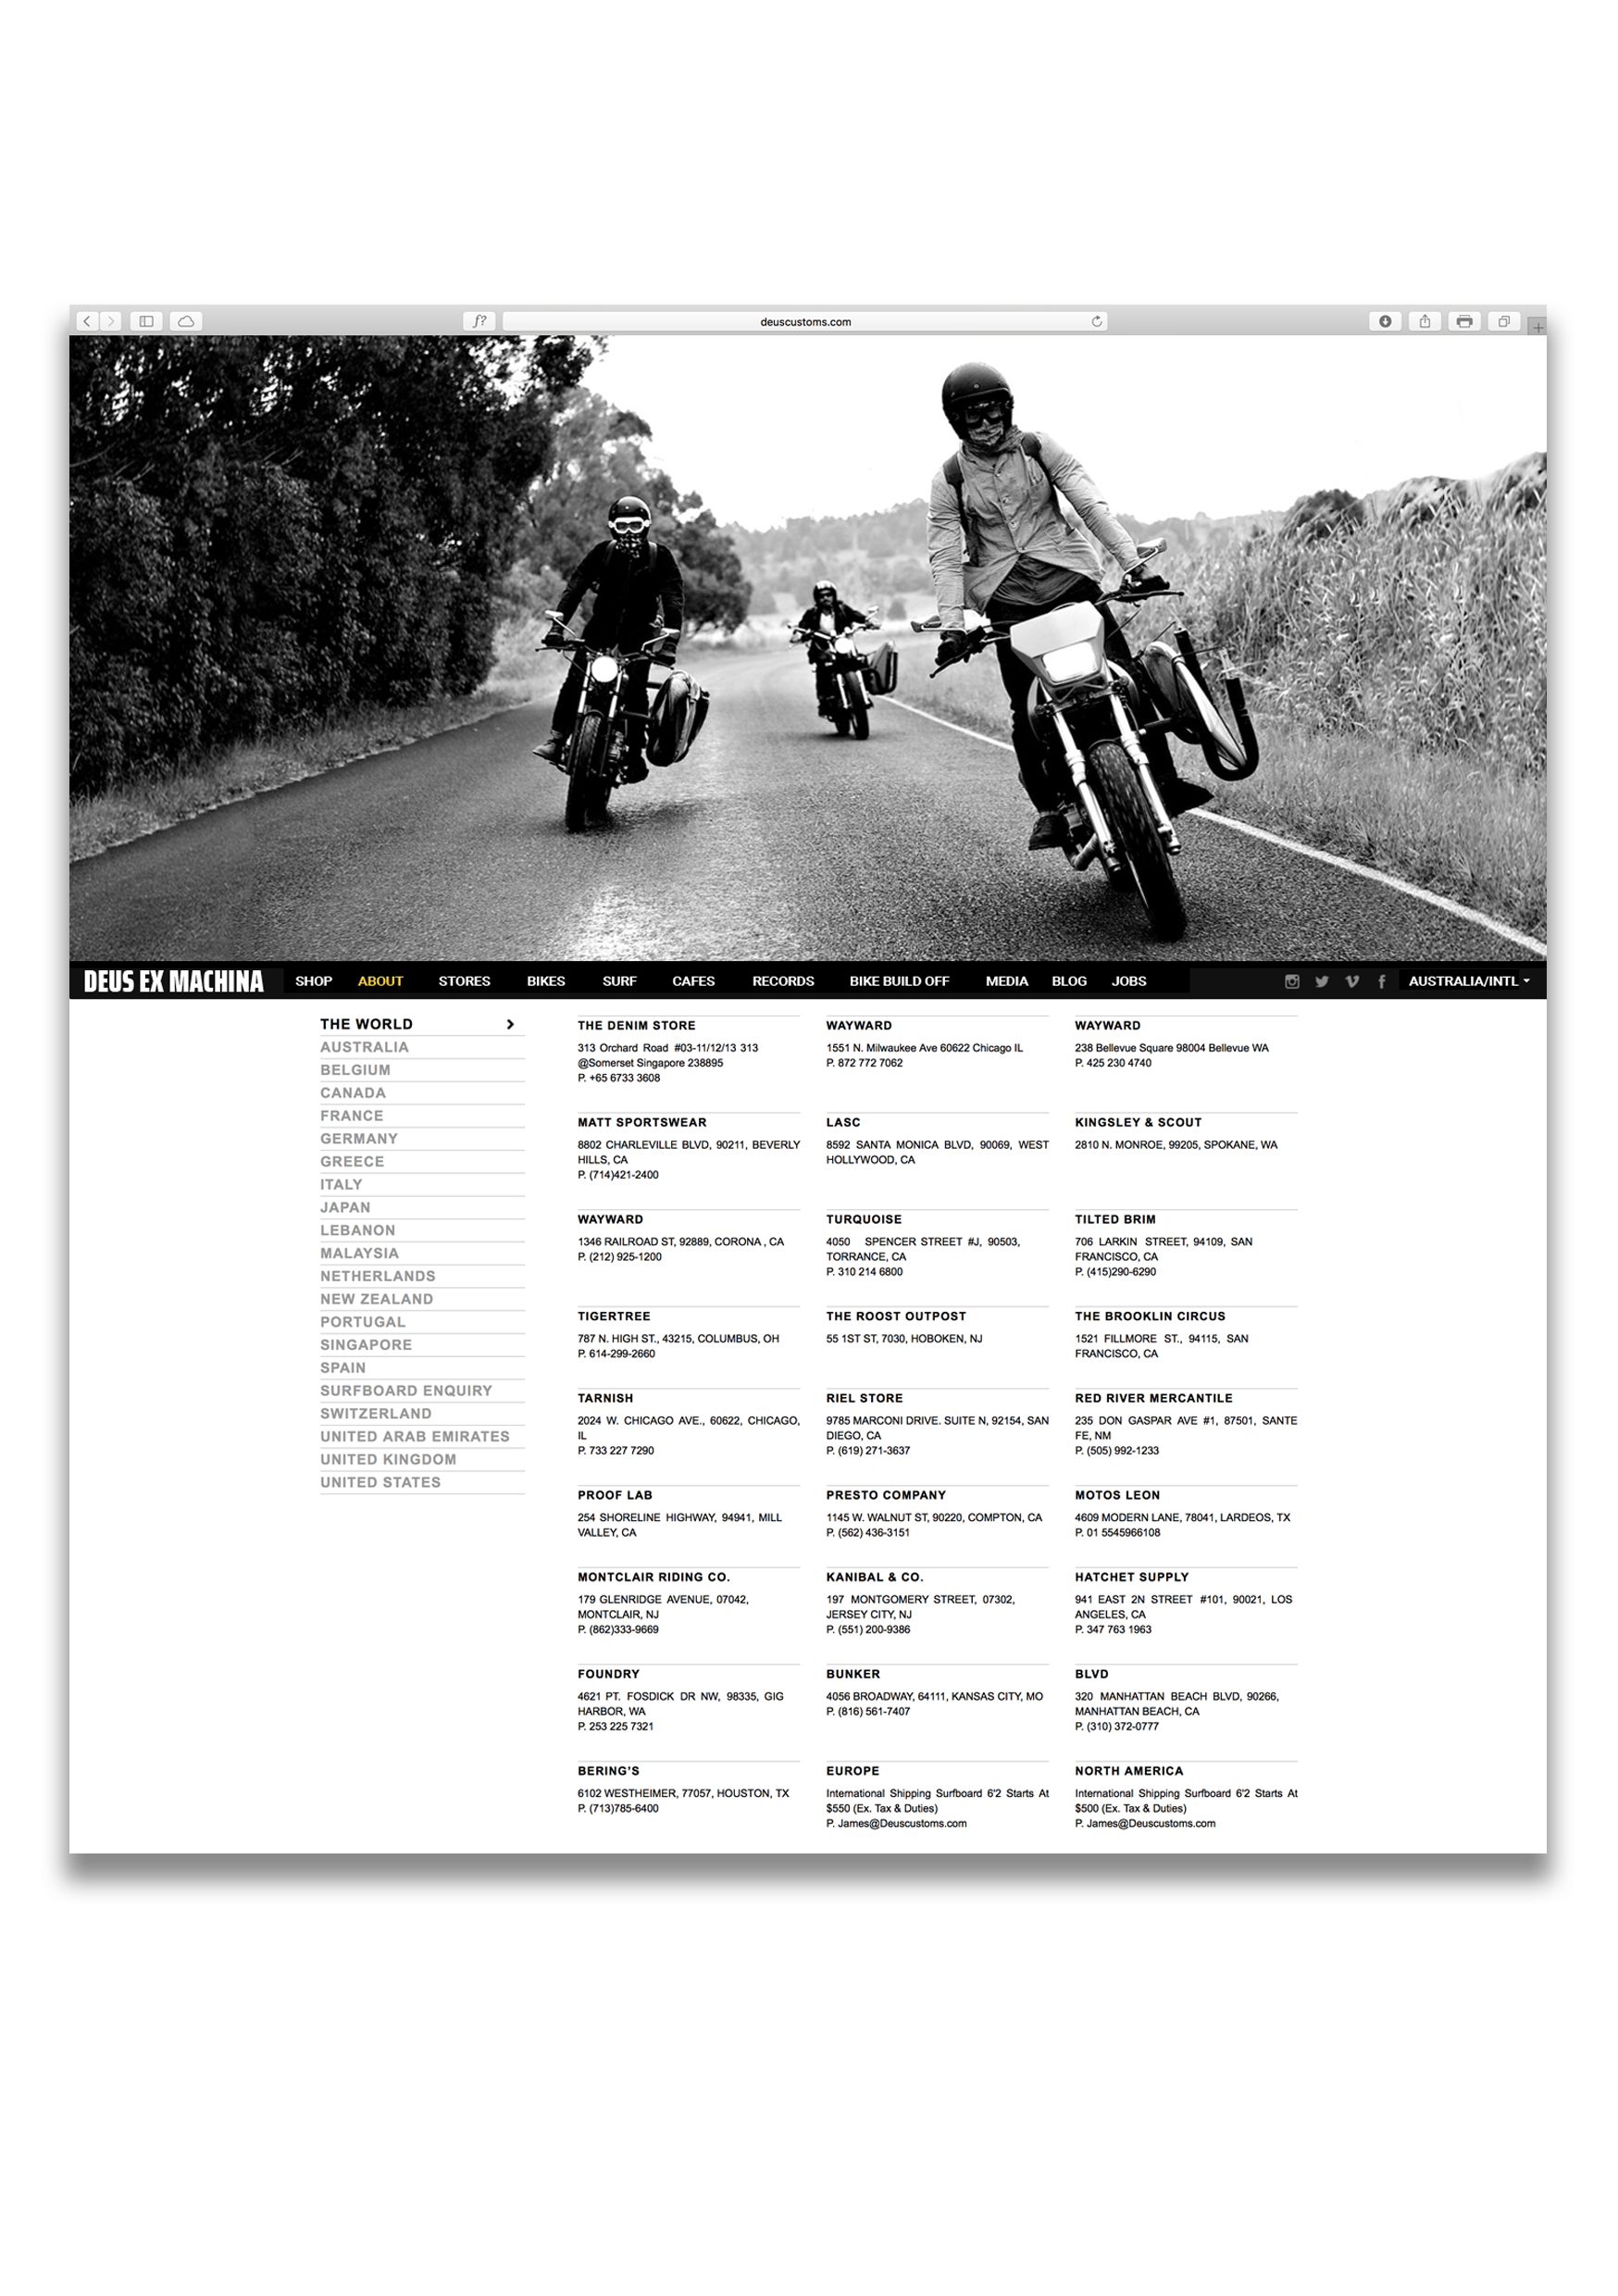 ƒ?
deuscustoms.com
DEUS EX MACHINA SHOP ABOUT STORES BIKES SURF CAFES RECORDS BIKE BUILD OFF MEDIA BLOG JOBS AUSTRALIA/INTL
THE WORLD
AUSTRALIA
BELGIUM
CANADA
FRANCE
GERMANY
GREECE
ITALY
JAPAN
LEBANON
MALAYSIA
NETHERLANDS
NEW ZEALAND
PORTUGAL
SINGAPORE
SPAIN
SURFBOARD ENQUIRY
SWITZERLAND
UNITED ARAB EMIRATES
UNITED KINGDOM
UNITED STATES
THE DENIM STORE
313 Orchard Road #03-11/12/13 313
@Somerset Singapore 238895
P. +65 6733 3608
WAYWARD
1551 N. Milwaukee Ave 60622 Chicago IL
P. 872 772 7062
WAYWARD
238 Bellevue Square 98004 Bellevue WA
P. 425 230 4740
MATT SPORTSWEAR
8802 CHARLEVILLE BLVD, 90211, BEVERLY
HILLS, CA
P. (714)421-2400
LASC
8592 SANTA MONICA BLVD, 90069, WEST
HOLLYWOOD, CA
KINGSLEY & SCOUT
2810 N. MONROE, 99205, SPOKANE, WA
WAYWARD
1346 RAILROAD ST, 92889, CORONA , CA
P. (212) 925-1200
TURQUOISE
4050 SPENCER STREET #J, 90503,
TORRANCE, CA
P. 310 214 6800
TILTED BRIM
706 LARKIN STREET, 94109, SAN
FRANCISCO, CA
P. (415)290-6290
TIGERTREE
787 N. HIGH ST., 43215, COLUMBUS, OH
P. 614-299-2660
THE ROOST OUTPOST
55 1ST ST, 7030, HOBOKEN, NJ
THE BROOKLIN CIRCUS
1521 FILLMORE ST., 94115, SAN
FRANCISCO, CA
TARNISH
2024 W. CHICAGO AVE., 60622, CHICAGO,
IL
P. 733 227 7290
RIEL STORE
9785 MARCONI DRIVE. SUITE N, 92154, SAN
DIEGO, CA
P. (619) 271-3637
RED RIVER MERCANTILE
235 DON GASPAR AVE #1, 87501, SANTE
FE, NM
P. (505) 992-1233
PROOF LAB
254 SHORELINE HIGHWAY, 94941, MILL
VALLEY, CA
PRESTO COMPANY
1145 W. WALNUT ST, 90220, COMPTON, CA
P. (562) 436-3151
MOTOS LEON
4609 MODERN LANE, 78041, LARDEOS, TX
P. 01 5545966108
MONTCLAIR RIDING CO.
179 GLENRIDGE AVENUE, 07042,
MONTCLAIR, NJ
P. (862)333-9669
KANIBAL & CO.
197 MONTGOMERY STREET, 07302,
JERSEY CITY, NJ
P. (551) 200-9386
HATCHET SUPPLY
941 EAST 2N STREET #101, 90021, LOS
ANGELES, CA
P. 347 763 1963
FOUNDRY
4621 PT. FOSDICK DR NW, 98335, GIG
HARBOR, WA
P. 253 225 7321
BUNKER
4056 BROADWAY, 64111, KANSAS CITY, MO
P. (816) 561-7407
BLVD
320 MANHATTAN BEACH BLVD, 90266,
MANHATTAN BEACH, CA
P. (310) 372-0777
BERING'S
6102 WESTHEIMER, 77057, HOUSTON, TX
P. (713)785-6400
EUROPE
International Shipping Surfboard 6'2 Starts At
$550 (Ex. Tax & Duties)
P. James@Deuscustoms.com
NORTH AMERICA
International Shipping Surfboard 6'2 Starts At
$500 (Ex. Tax & Duties)
P. James@Deuscustoms.com